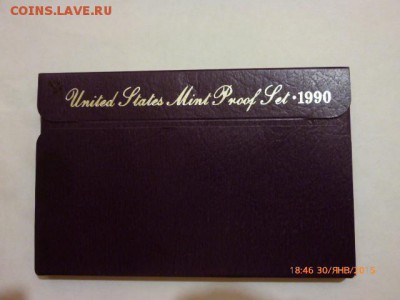 COINS.LAVE.RU
United States Mint Proof Set · 1990
18:46 30/ЯНВ/2015